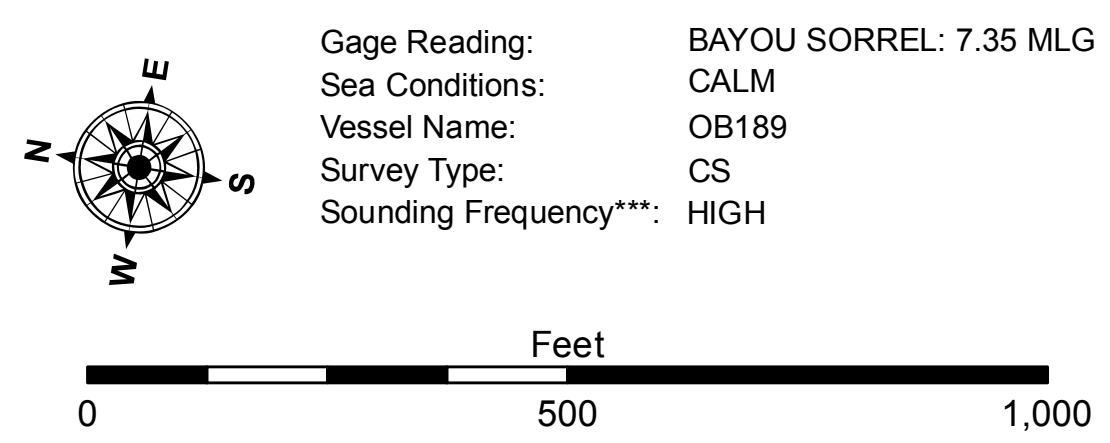 E
N
S
W
Gage Reading: BAYOU SORREL: 7.35 MLG
Sea Conditions: CALM
Vessel Name: OB189
Survey Type: CS
Sounding Frequency***: HIGH
Feet
0 500 1,000